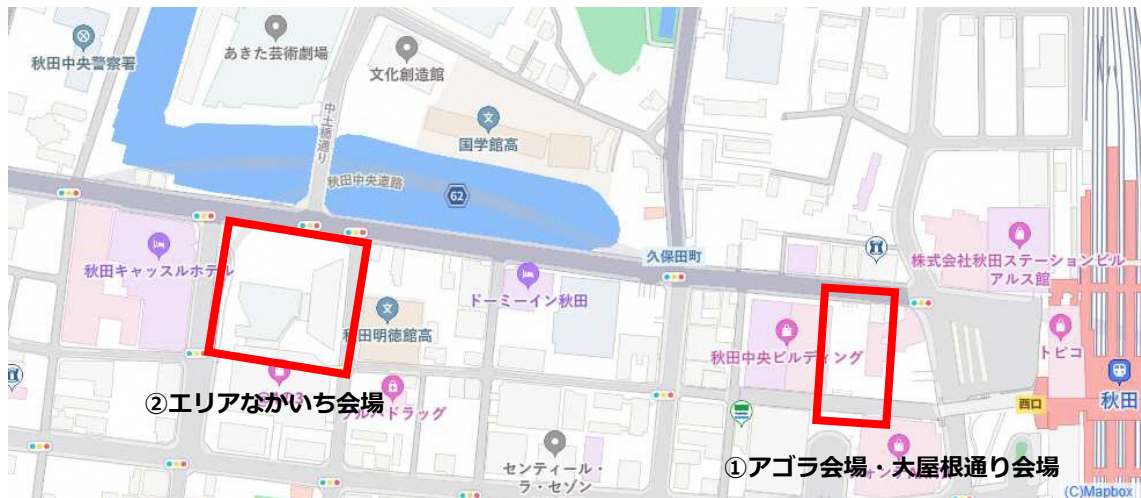 あきた芸術劇場
秋田中央警察署
文化創造館
中土橋通り
国学館高
秋田中央道路
62
久保田町
株式会社秋田ステーションビル
アルス館
秋田キャッスルホテル
ドーミーイン秋田
秋田明徳館高
秋田中央ビルディング
トピコ
秋田
西口
②エリアなかいち会場
ドラッグ
センティール・
ラ・セゾン
①アゴラ会場・大屋根通り会場
(C)Mapbox